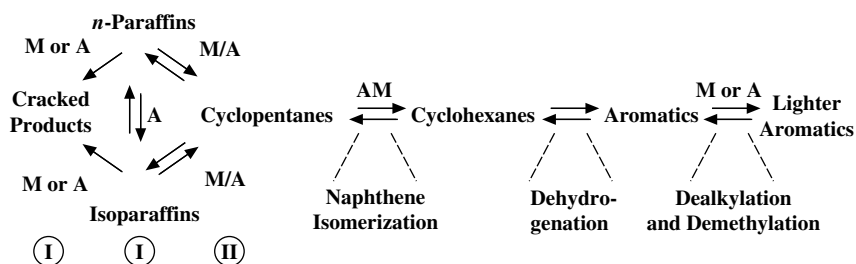 n-Paraffins
M or A
M/A
Cracked
Products
A
Cyclopentanes
AM
Cyclohexanes
Aromatics
M or A
Lighter
Aromatics
M or A
M/A
Isoparaffins
Naphthene
Isomerization
Dehydro-
genation
Dealkylation
and Demethylation
I
I
II